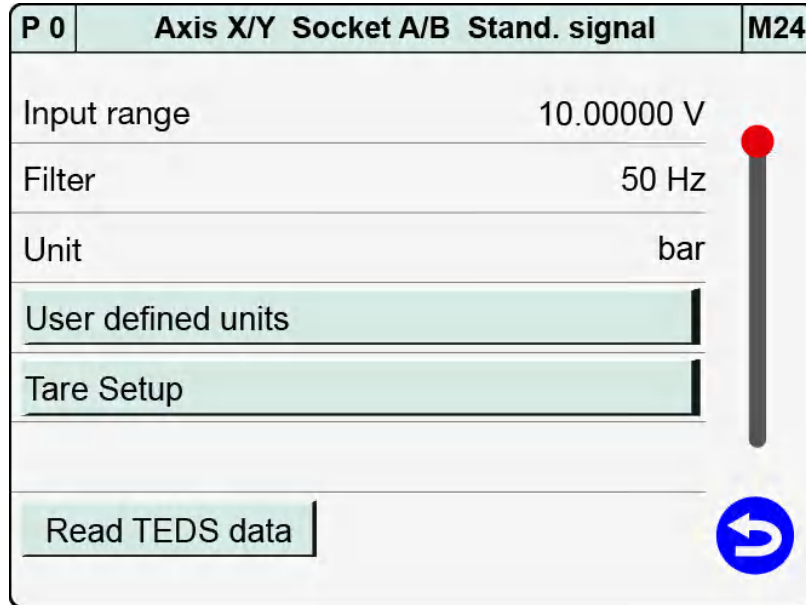 P 0 Axis X/Y Socket A/B Stand. signal M24
Input range 10.00000 V
Filter 50 Hz
Unit bar
User defined units
Tare Setup
Read TEDS data